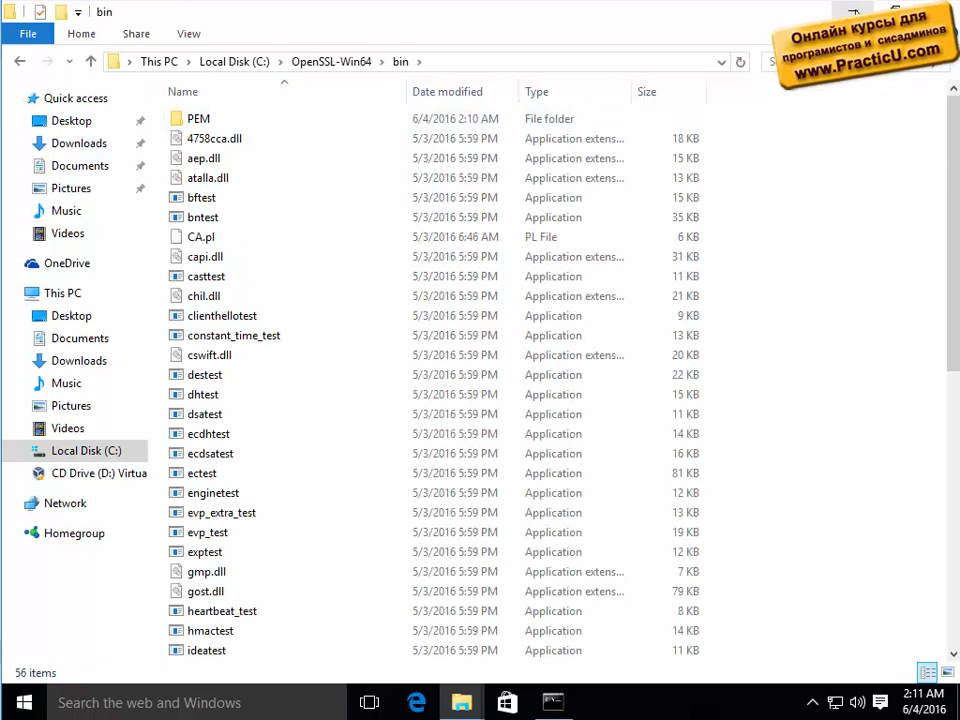 bin
Онлайн курсы для
програмистов и сисадминов
www.PracticU.com
File
Home
Share
View
This PC
Local Disk (C:)
OpenSSL-Win64
bin
Name
Date modified
Type
Size
Quick access
Desktop
Downloads
Documents
Pictures
Music
Videos
OneDrive
This PC
Desktop
Documents
Downloads
Music
Pictures
Videos
Local Disk (C:)
CD Drive (D:) Virtua
Network
Homegroup
PEM 6/4/2016 2:10 AM File folder
4758cca.dll 5/3/2016 5:59 PM Application extens... 18 KB
aep.dll 5/3/2016 5:59 PM Application extens... 15 KB
atalla.dll 5/3/2016 5:59 PM Application extens... 13 KB
bftest 5/3/2016 5:59 PM Application 15 KB
bntest 5/3/2016 5:59 PM Application 35 KB
CA.pl 5/3/2016 6:46 AM PL File 6 KB
capi.dll 5/3/2016 5:59 PM Application extens... 31 KB
casttest 5/3/2016 5:59 PM Application 11 KB
chil.dll 5/3/2016 5:59 PM Application extens... 21 KB
clienthellotest 5/3/2016 5:59 PM Application 9 KB
constant_time_test 5/3/2016 5:59 PM Application 13 KB
cswift.dll 5/3/2016 5:59 PM Application extens... 20 KB
destest 5/3/2016 5:59 PM Application 22 KB
dhtest 5/3/2016 5:59 PM Application 15 KB
dsatest 5/3/2016 5:59 PM Application 11 KB
ecdhtest 5/3/2016 5:59 PM Application 14 KB
ecdsatest 5/3/2016 5:59 PM Application 16 KB
ectest 5/3/2016 5:59 PM Application 81 KB
enginetest 5/3/2016 5:59 PM Application 12 KB
evp_extra_test 5/3/2016 5:59 PM Application 13 KB
evp_test 5/3/2016 5:59 PM Application 12 KB
exptest 5/3/2016 5:59 PM Application 12 KB
gmp.dll 5/3/2016 5:59 PM Application extens... 7 KB
gost.dll 5/3/2016 5:59 PM Application extens... 79 KB
heartbeat_test 5/3/2016 5:59 PM Application 8 KB
hmactest 5/3/2016 5:59 PM Application 14 KB
ideatest 5/3/2016 5:59 PM Application 11 KB
56 items
Search the web and Windows
2:11 AM
6/4/2016